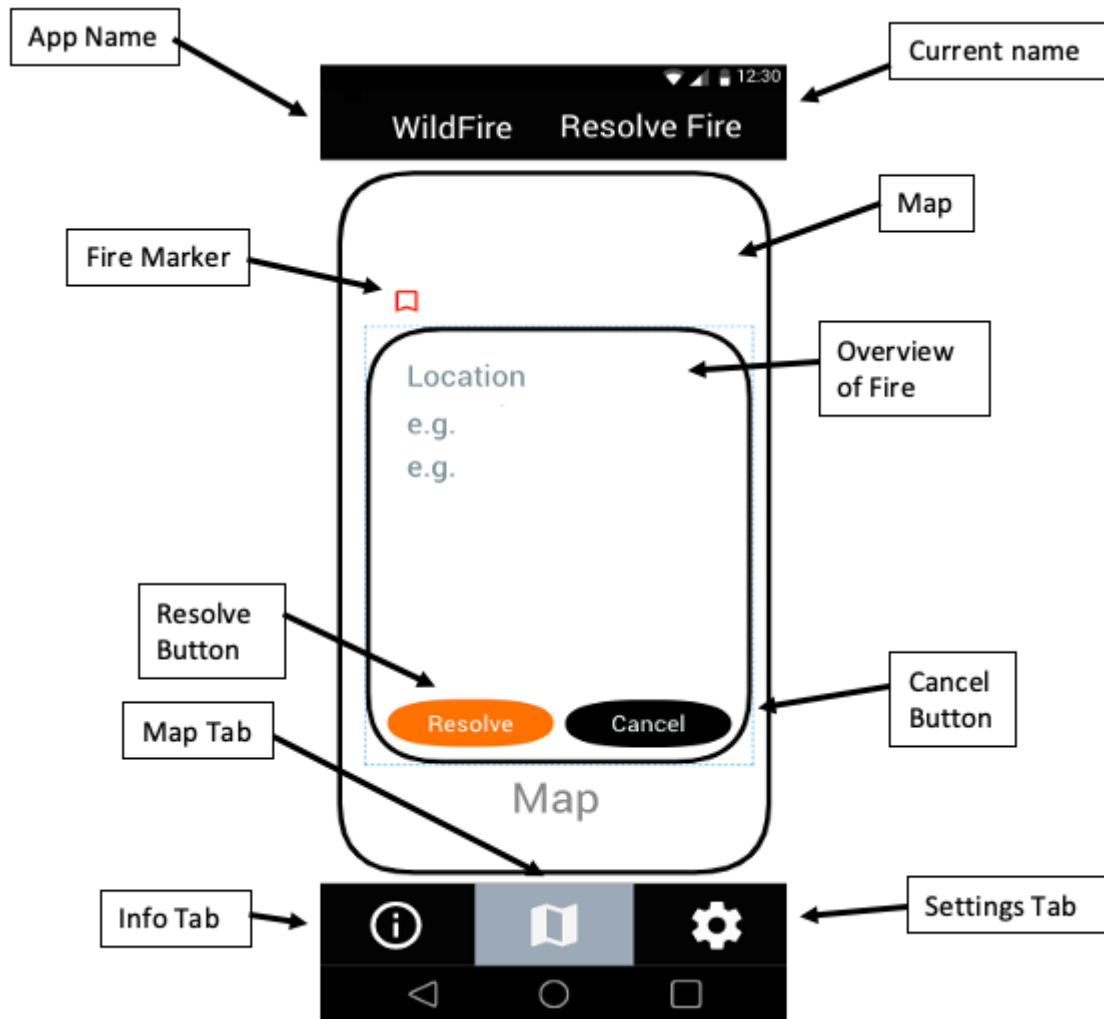 App Name
Current name
12:30
WildFire
Resolve Fire
Map
Fire Marker
Overview
of Fire
Location
e.g.
e.g.
Resolve
Button
Cancel
Button
Map Tab
Resolve
Cancel
Map
Info Tab
Settings Tab